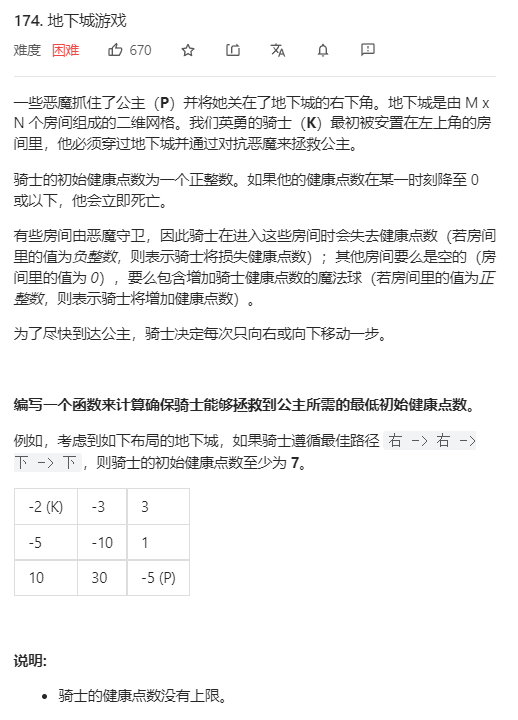 174. 地下城游戏
难度 困难 670
一些恶魔抓住了公主（P）并将她关在了地下城的右下角。地下城是由 M x
N 个房间组成的二维网格。我们英勇的骑士（K）最初被安置在左上角的房
间里，他必须穿过地下城并通过对抗恶魔来拯救公主。
骑士的初始健康点数为一个正整数。如果他的健康点数在某一时刻降至 0
或以下，他会立即死亡。
有些房间由恶魔守卫，因此骑士在进入这些房间时会失去健康点数（若房间
里的值为负整数，则表示骑士将损失健康点数）；其他房间要么是空的（房
间里的值为 0），要么包含增加骑士健康点数的魔法球（若房间里的值为正
整数，则表示骑士将增加健康点数）。
为了尽快到达公主，骑士决定每次只向右或向下移动一步。
编写一个函数来计算确保骑士能够拯救到公主所需的最低初始健康点数。
例如，考虑到如下布局的地下城，如果骑士遵循最佳路径 右 -> 右 ->
下 -> 下，则骑士的初始健康点数至少为 7。
-2 (K) -3 3
-5 -10 1
10 30 -5 (P)
说明:
• 骑士的健康点数没有上限。